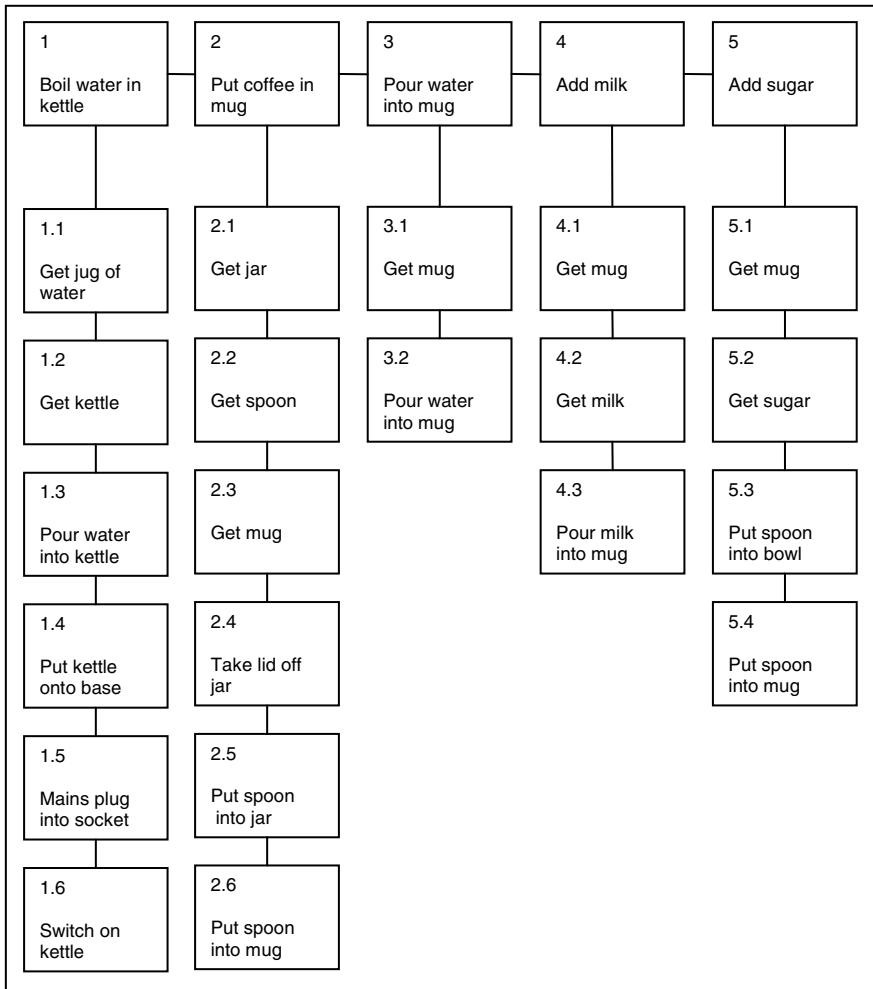 1
Boil water in
kettle
2
Put coffee in
mug
3
Pour water
into mug
4
Add milk
5
Add sugar
1.1
Get jug of
water
2.1
Get jar
3.1
Get mug
4.1
Get mug
5.1
Get mug
1.2
Get kettle
2.2
Get spoon
3.2
Pour water
into mug
4.2
Get milk
5.2
Get sugar
1.3
Pour water
into kettle
2.3
Get mug
4.3
Pour milk
into mug
5.3
Put spoon
into bowl
1.4
Put kettle
onto base
2.4
Take lid off
jar
5.4
Put spoon
into mug
1.5
Mains plug
into socket
2.5
Put spoon
into jar
1.6
Switch on
kettle
2.6
Put spoon
into mug